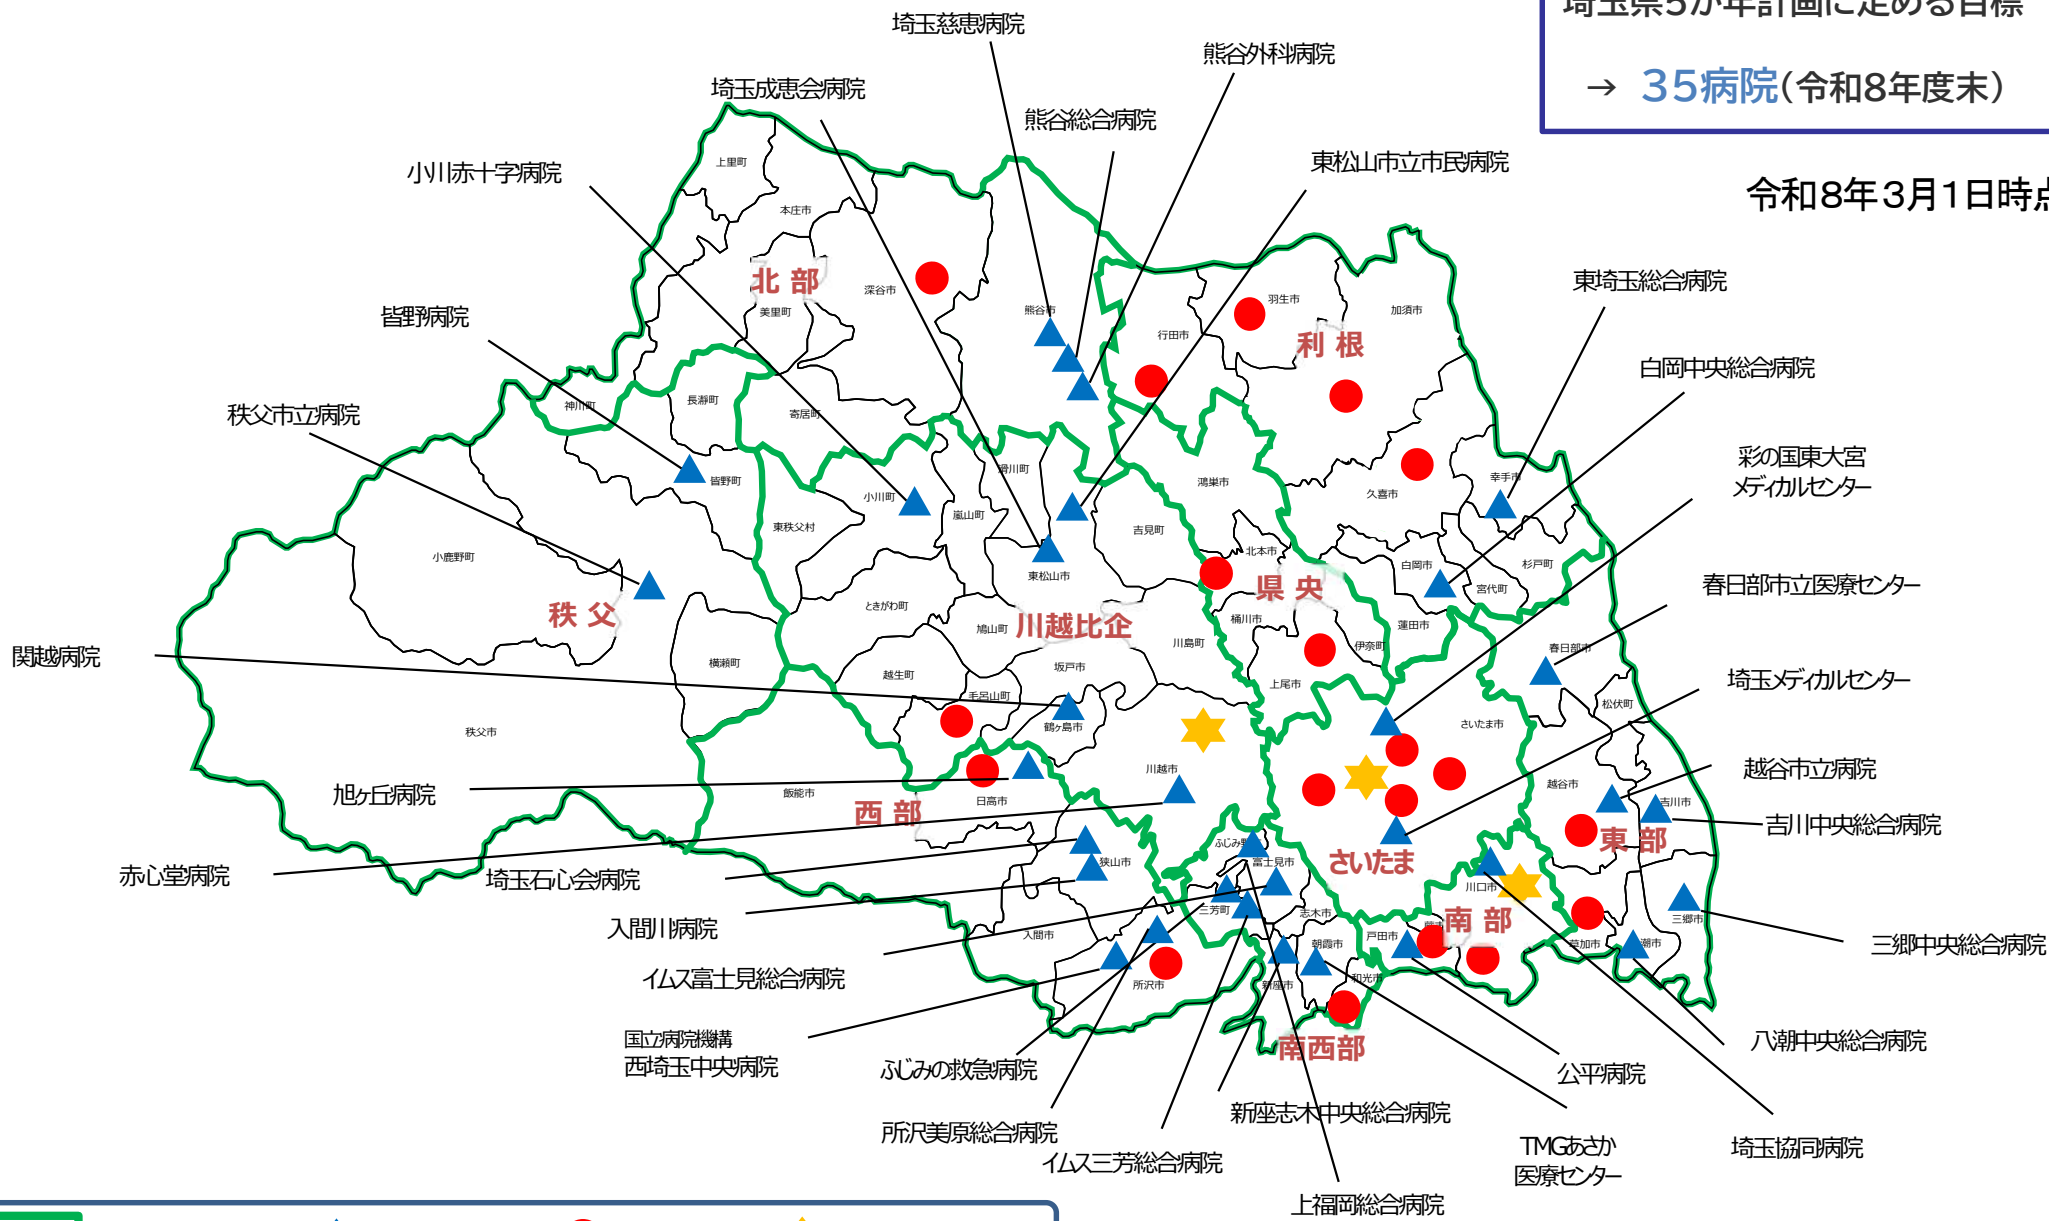 埼玉県5か年計画に定める目標
→ 35病院(令和8年度末)
令和8年3月1日時点
埼玉慈恵病院
熊谷外科病院
埼玉成恵会病院
熊谷総合病院
東松山市立市民病院
小川赤十字病院
皆野病院
秩父市立病院
関越病院
旭ヶ丘病院
赤心堂病院
埼玉石心会病院
入間川病院
イムス富士見総合病院
国立病院機構
西埼玉中央病院
ふじみの救急病院
所沢美原総合病院
イムス三芳総合病院
新座志木中央総合病院
上福岡総合病院
TMGあさか
医療センター
公平病院
埼玉協同病院
八潮中央総合病院
三郷中央総合病院
吉川中央総合病院
越谷市立病院
埼玉メディカルセンター
春日部市立医療センター
彩の国東大宮
メディカルセンター
白岡中央総合病院
東埼玉総合病院
北部
利根
秩父
川越比企
県央
西部
さいたま
東部
南部
南西部
上里町
本庄市
美里町
深谷市
熊谷市
行田市
羽生市
加須市
神川町
長瀞町
寄居町
皆野町
東秩父村
小川町
滑川町
嵐山町
吉見町
鴻巣市
久喜市
幸手市
小鹿野町
東松山市
ときがわ町
鳩山町
川島町
北本市
桶川市
白岡市
宮代町
杉戸町
蓮田市
伊奈町
上尾市
春日部市
松伏町
横瀬町
越生町
毛呂山町
坂戸市
鶴ヶ島市
秩父市
飯能市
日高市
川越市
さいたま市
越谷市
吉川市
狭山市
富士見市
三芳町
志木市
入間市
所沢市
新座市
朝霞市
和光市
戸田市
川口市
草加市
三郷市